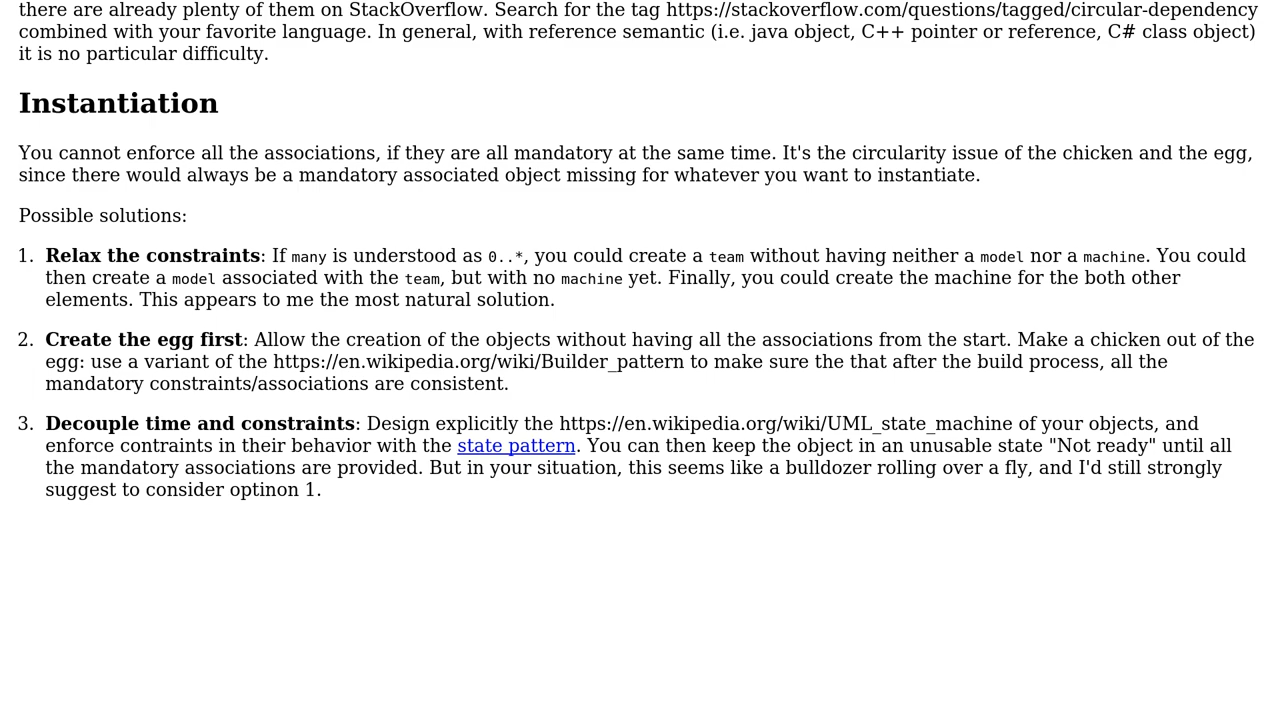 there are already plenty of them on StackOverflow. Search for the tag https://stackoverflow.com/questions/tagged/circular-dependency
combined with your favorite language. In general, with reference semantic (i.e. java object, C++ pointer or reference, C# class object)
it is no particular difficulty.
Instantiation
You cannot enforce all the associations, if they are all mandatory at the same time. It's the circularity issue of the chicken and the egg,
since there would always be a mandatory associated object missing for whatever you want to instantiate.
Possible solutions:
1. Relax the constraints: If many is understood as 0..*, you could create a team without having neither a model nor a machine. You could
then create a model associated with the team, but with no machine yet. Finally, you could create the machine for the both other
elements. This appears to me the most natural solution.
2. Create the egg first: Allow the creation of the objects without having all the associations from the start. Make a chicken out of the
egg: use a variant of the https://en.wikipedia.org/wiki/Builder_pattern to make sure the that after the build process, all the
mandatory constraints/associations are consistent.
3. Decouple time and constraints: Design explicitly the https://en.wikipedia.org/wiki/UML_state_machine of your objects, and
enforce contraints in their behavior with the state pattern. You can then keep the object in an unusable state "Not ready" until all
the mandatory associations are provided. But in your situation, this seems like a bulldozer rolling over a fly, and I'd still strongly
suggest to consider optinon 1.